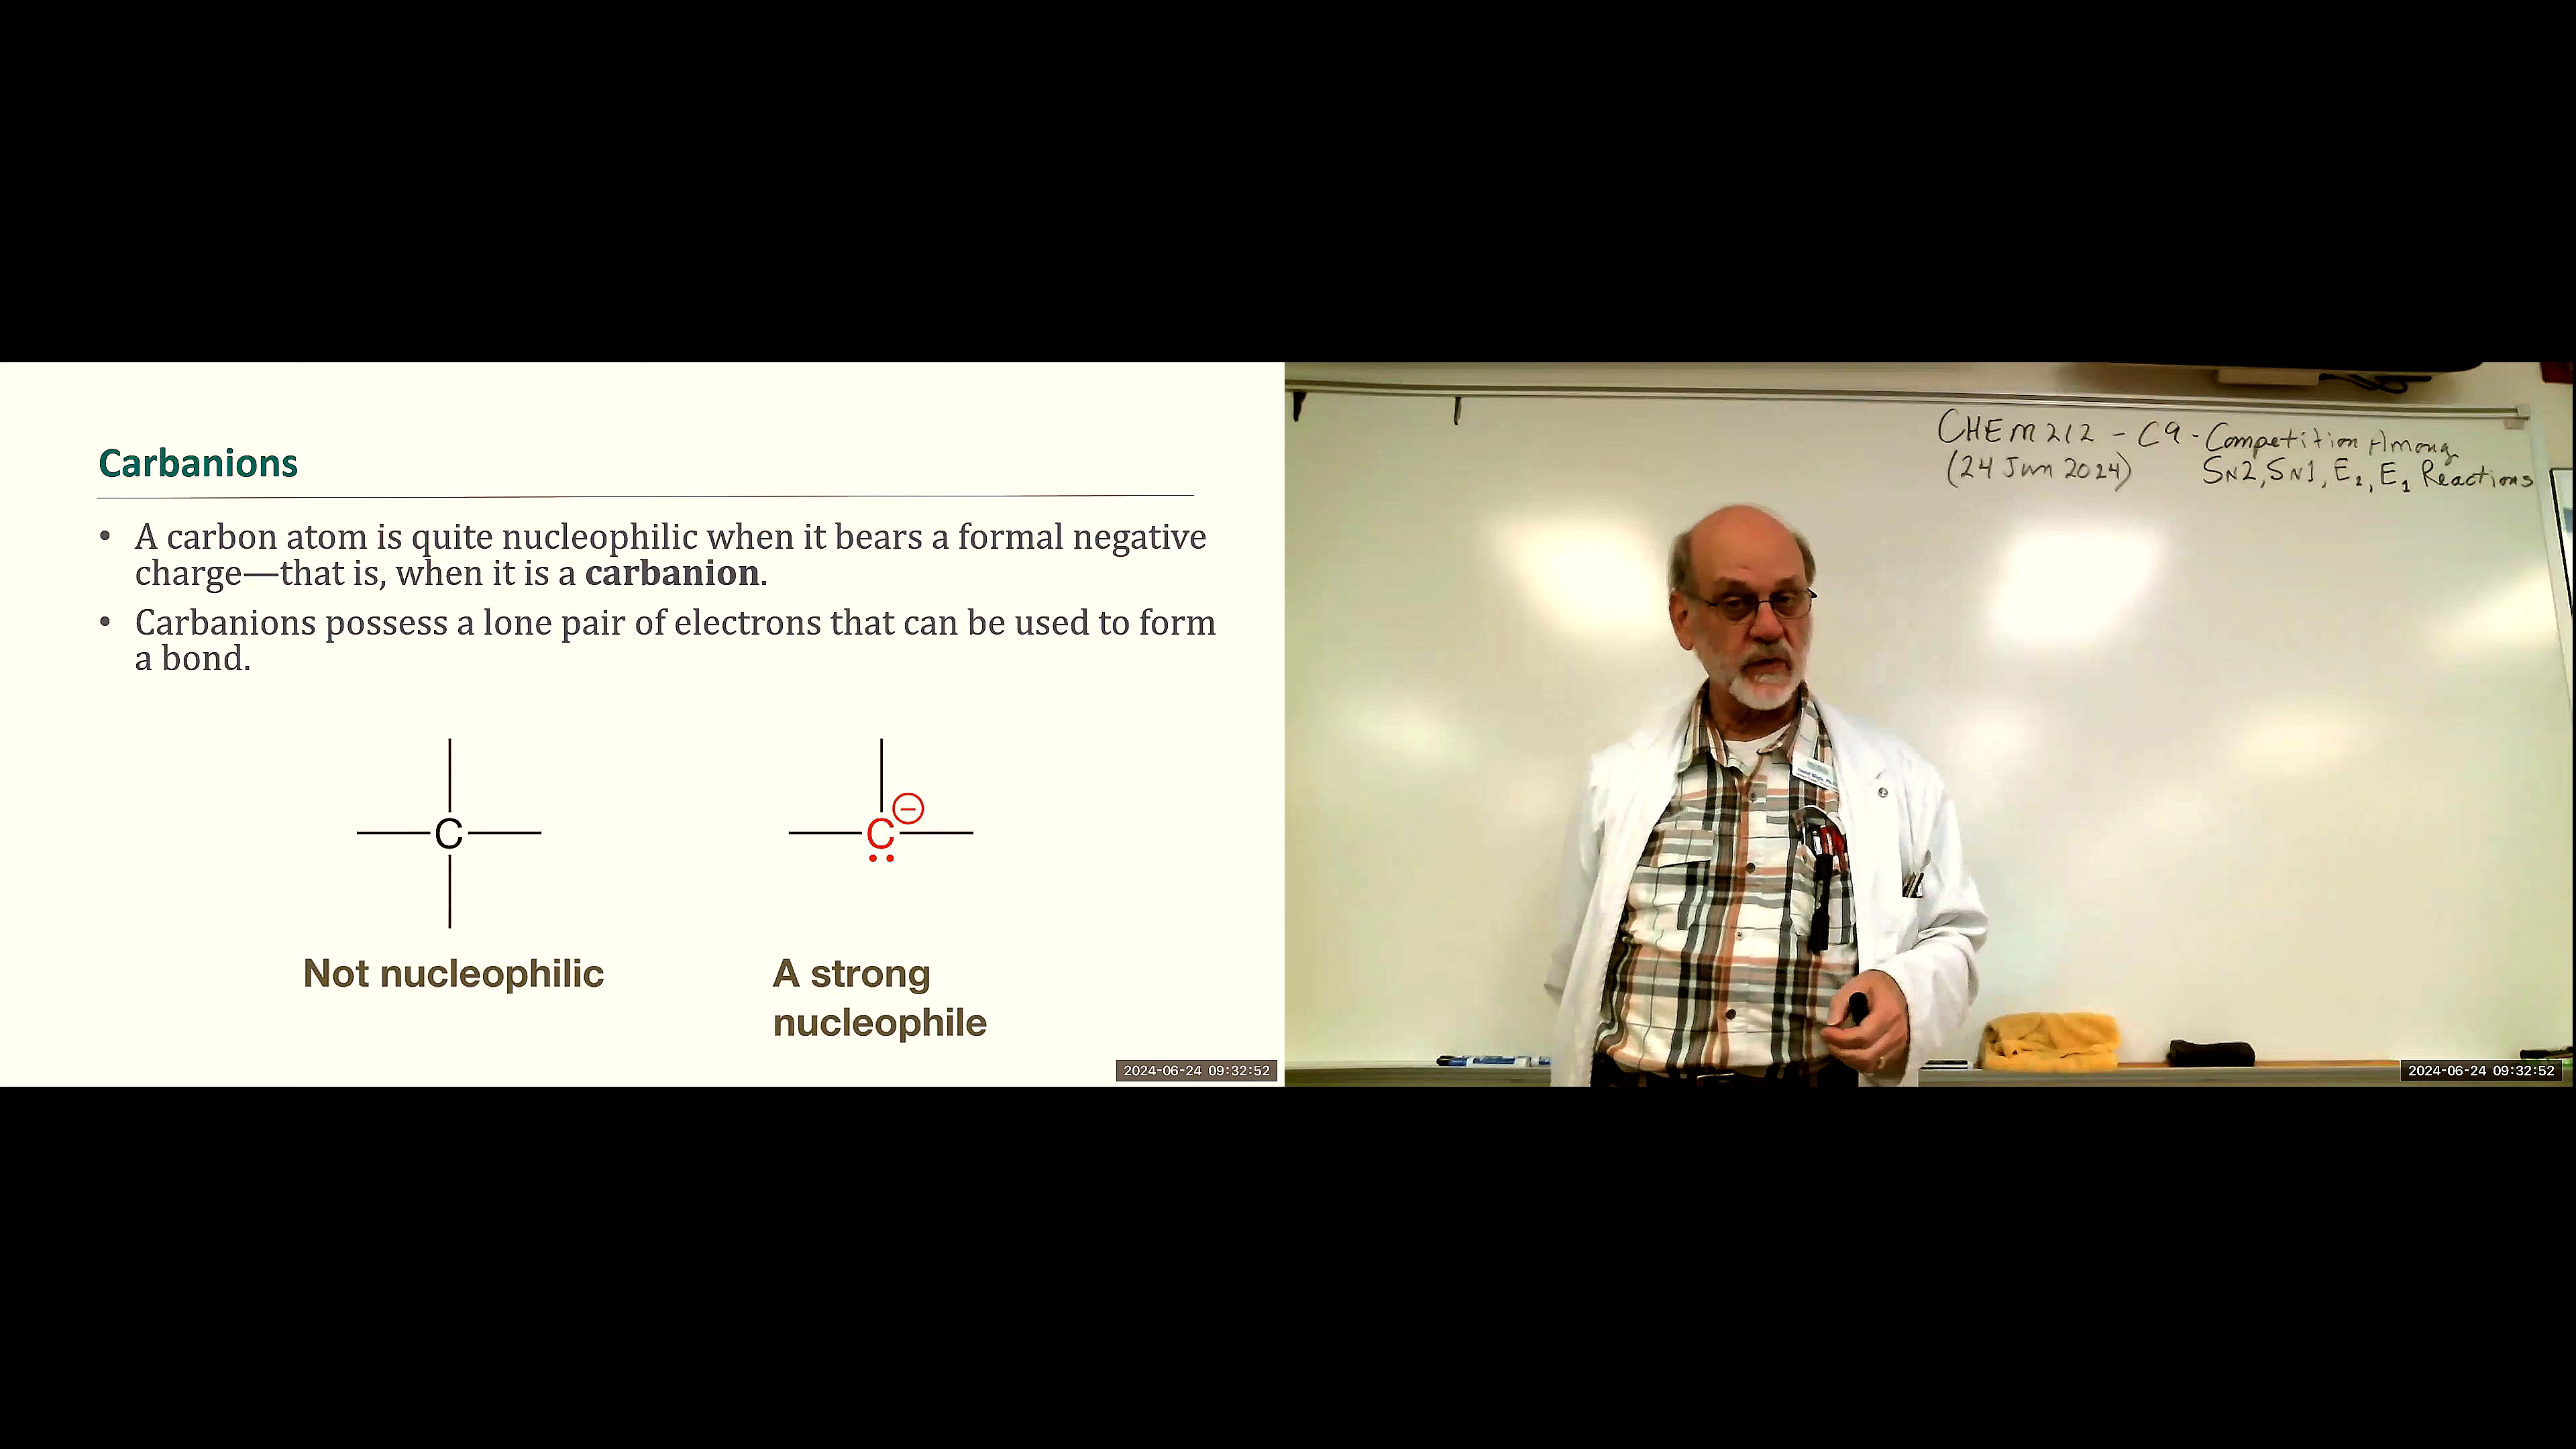 Carbanions
• A carbon atom is quite nucleophilic when it bears a formal negative
charge—that is, when it is a carbanion.
• Carbanions possess a lone pair of electrons that can be used to form
a bond.
C
C
Not nucleophilic
A strong
nucleophile
2024-06-24 09:32:52
CHEM 212 - C9 - Competition Among
(24 Jun 2024) SN2, SN1, E2, E1 Reactions
2024-06-24 09:32:52